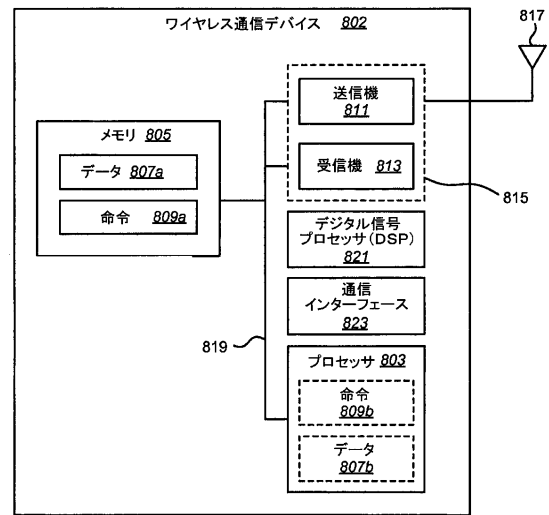 ワイヤレス通信デバイス 802
817
送信機
811
受信機 813
815
メモリ 805
データ 807a
命令 809a
デジタル信号
プロセッサ(DSP)
821
通信
インターフェース
823
819
プロセッサ 803
命令
809b
データ
807b